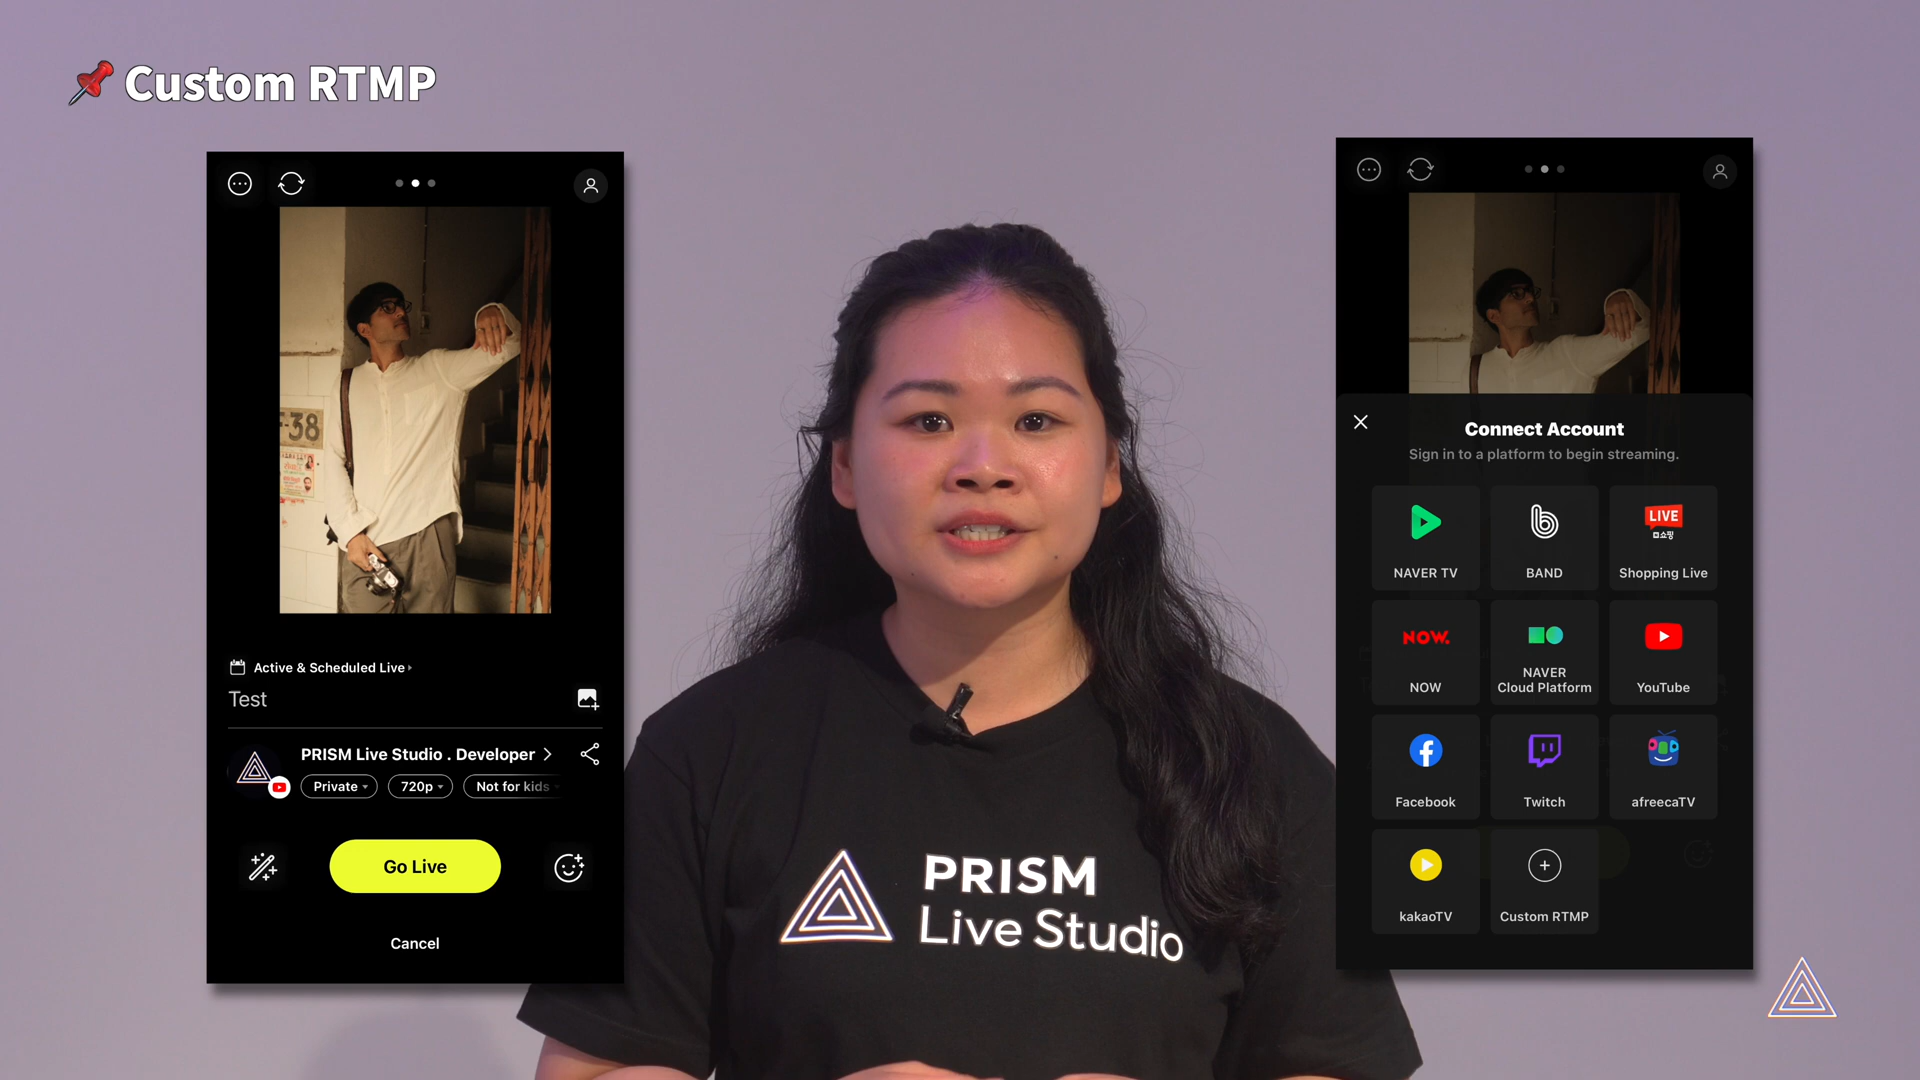 📌 Custom RTMP
Active & Scheduled Live
Test
PRISM Live Studio . Developer
Private
720p
Not for kids
Go Live
Cancel
F-38
Connect Account
Sign in to a platform to begin streaming.
NAVER TV
BAND
LIVE
쇼핑
Shopping Live
NOW.
NOW
NAVER
Cloud Platform
YouTube
Facebook
Twitch
afreecaTV
kakaoTV
Custom RTMP
PRISM
Live Studio